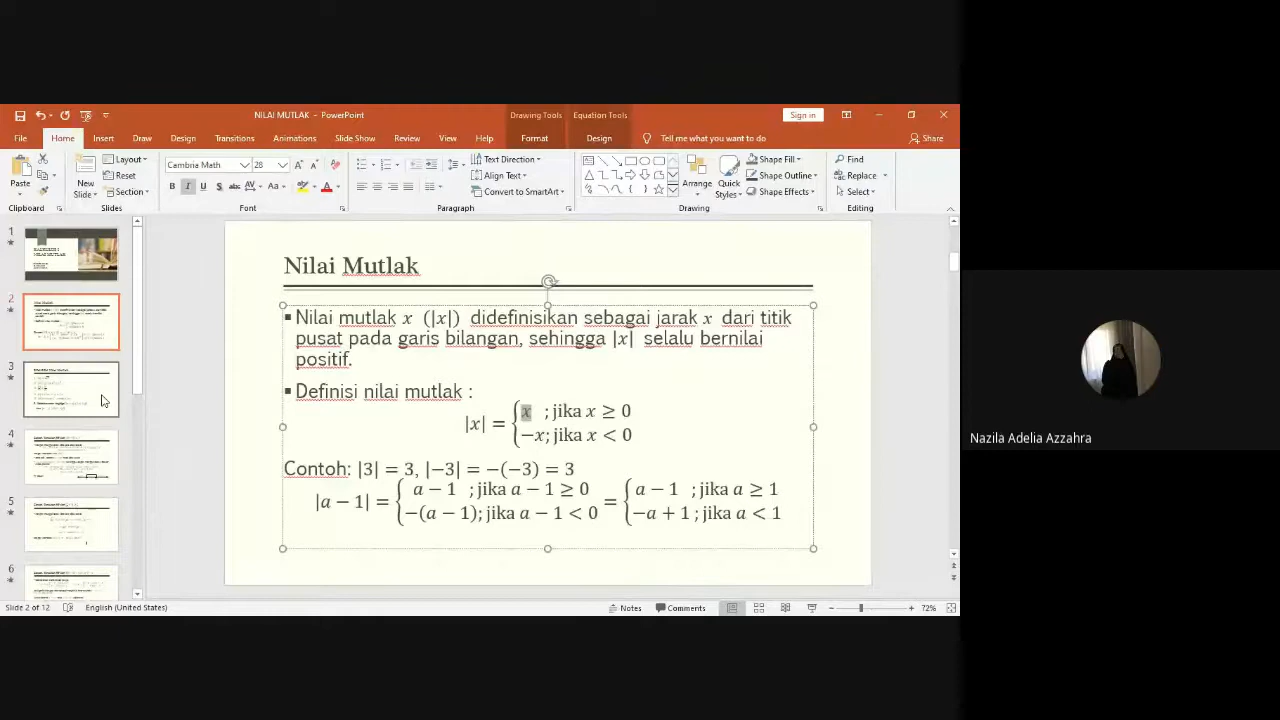 NILAI MUTLAK - PowerPoint
Drawing Tools
Equation Tools
Sign in
File
Home
Insert
Draw
Design
Transitions
Animations
Slide Show
Review
View
Help
Format
Design
Tell me what you want to do
Share
Paste
New Slide
Layout
Reset
Section
Cambria Math
28
Text Direction
Align Text
Convert to SmartArt
Arrange
Quick Styles
Shape Fill
Shape Outline
Shape Effects
Find
Replace
Select
Clipboard
Slides
Font
Paragraph
Drawing
Editing
1
2
3
4
5
6
Nilai Mutlak
▪ Nilai mutlak x (|x|) didefinisikan sebagai jarak x dari titik
pusat pada garis bilangan, sehingga |x| selalu bernilai
positif.
▪ Definisi nilai mutlak :
|x| = { x ; jika x ≥ 0
−x; jika x < 0
Contoh: |3| = 3, |−3| = −(−3) = 3
|a − 1| = { a − 1 ; jika a − 1 ≥ 0 = { a − 1 ; jika a ≥ 1
−(a − 1); jika a − 1 < 0 −a + 1 ; jika a < 1
Nazila Adelia Azzahra
Slide 2 of 12
English (United States)
Notes
Comments
72%